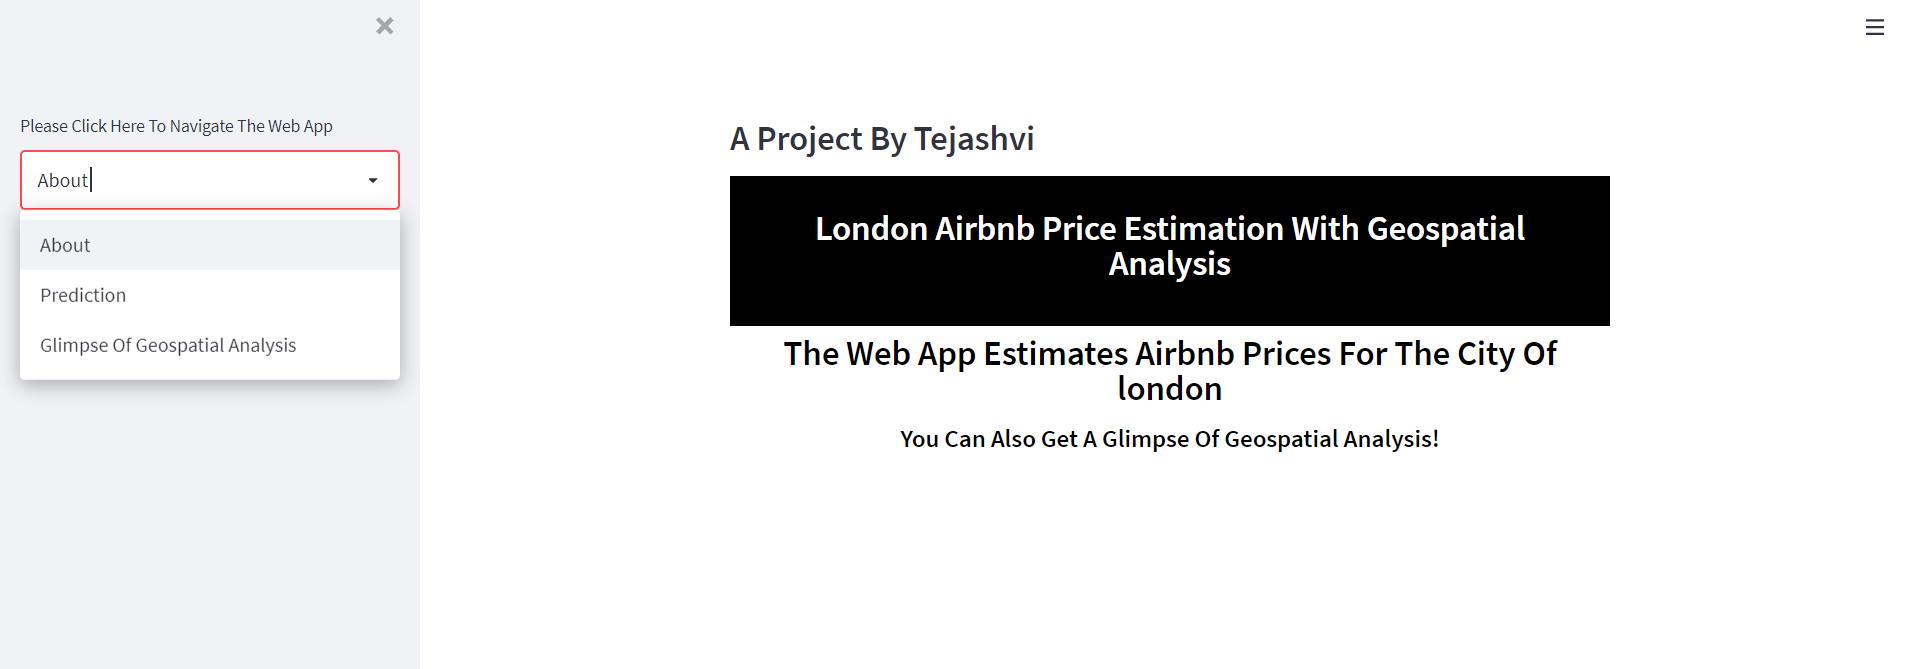 Please Click Here To Navigate The Web App
About
About
Prediction
Glimpse Of Geospatial Analysis
A Project By Tejashvi
London Airbnb Price Estimation With Geospatial
Analysis
The Web App Estimates Airbnb Prices For The City Of
london
You Can Also Get A Glimpse Of Geospatial Analysis!